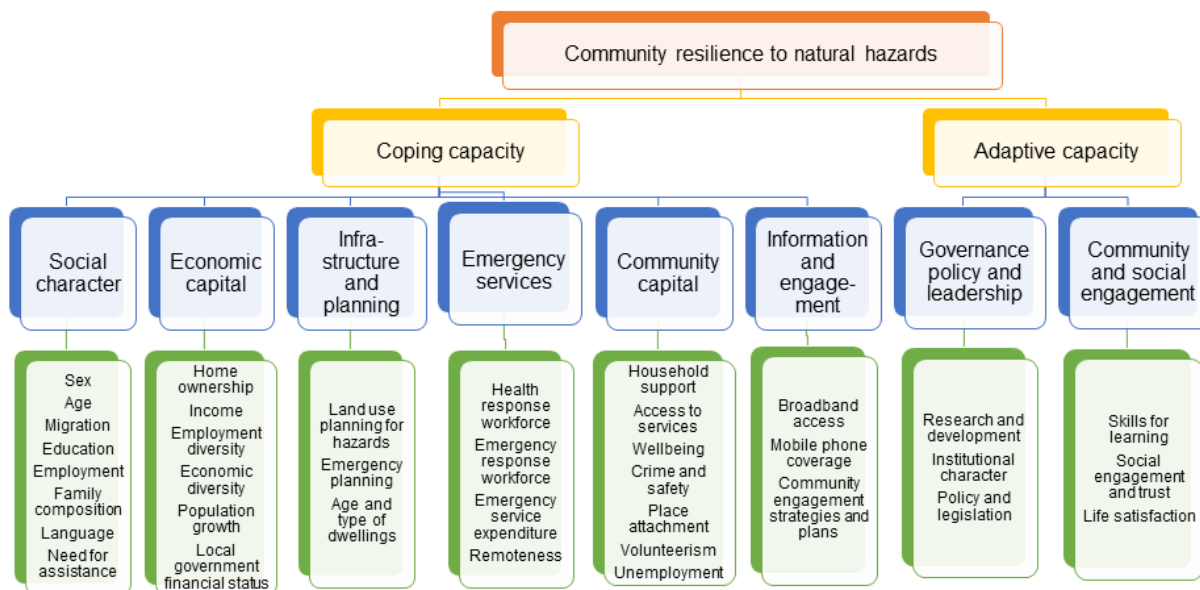 Community resilience to natural hazards
Coping capacity
Adaptive capacity
Social
character
Economic
capital
Infra-
structure
and
planning
Emergency
services
Community
capital
Information
and
engage-
ment
Governance
policy and
leadership
Community
and social
engagement
Sex
Age
Migration
Education
Employment
Family
composition
Language
Need for
assistance
Home
ownership
Income
Employment
diversity
Economic
diversity
Population
growth
Local
government
financial status
Land use
planning for
hazards
Emergency
planning
Age and
type of
dwellings
Health
response
workforce
Emergency
response
workforce
Emergency
service
expenditure
Remoteness
Household
support
Access to
services
Wellbeing
Crime and
safety
Place
attachment
Volunteerism
Unemployment
Broadband
access
Mobile phone
coverage
Community
engagement
strategies and
plans
Research and
development
Institutional
character
Policy and
legislation
Skills for
learning
Social
engagement
and trust
Life satisfaction